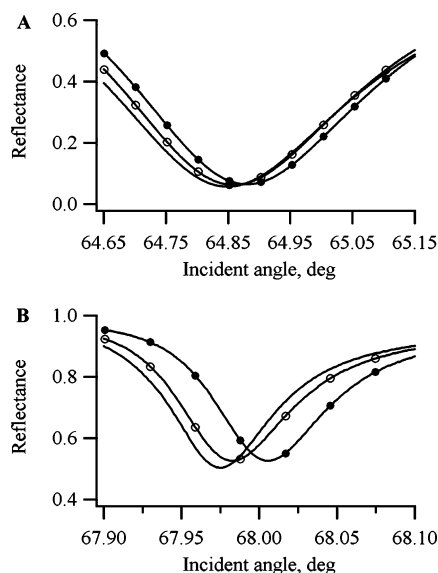 A
0.6
0.4
0.2
0.0
Reflectance
64.65 64.75 64.85 64.95 65.05 65.15
Incident angle, deg
B
1.0
0.8
0.6
0.4
Reflectance
67.90 67.95 68.00 68.05 68.10
Incident angle, deg